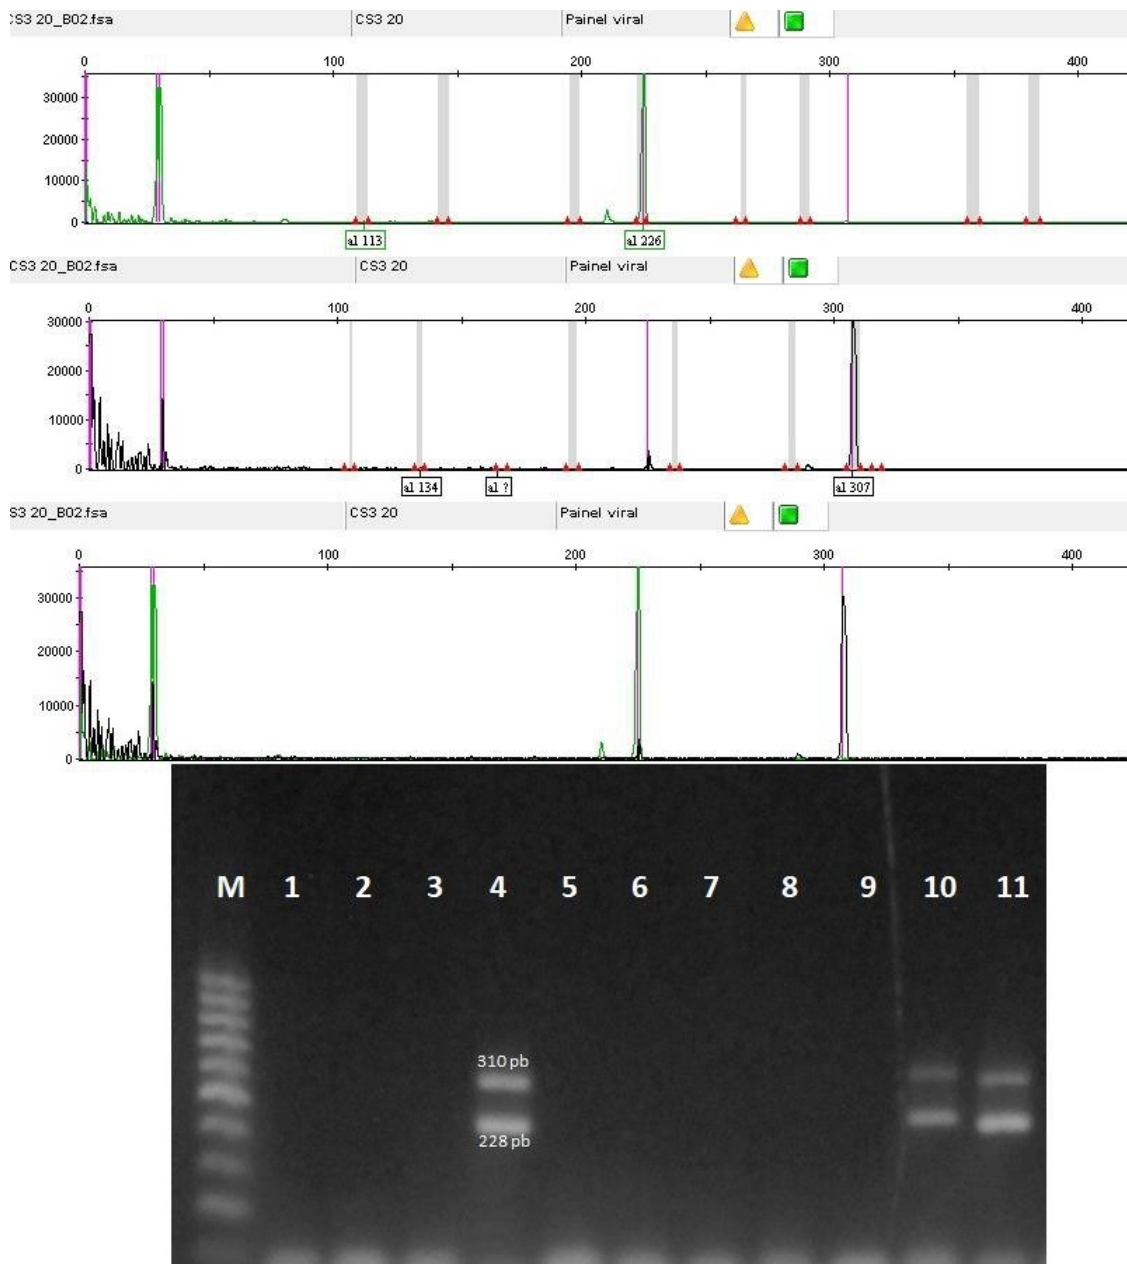 CS3 20_B02.fsa CS3 20 Painel viral
0 100 200 300 400
30000
20000
10000
0
al 113 al 226
CS3 20_B02.fsa CS3 20 Painel viral
0 100 200 300 400
30000
20000
10000
0
al 134 al ? al 307
S3 20_B02.fsa CS3 20 Painel viral
0 100 200 300 400
30000
20000
10000
0
M 1 2 3 4 5 6 7 8 9 10 11
310 pb
228 pb